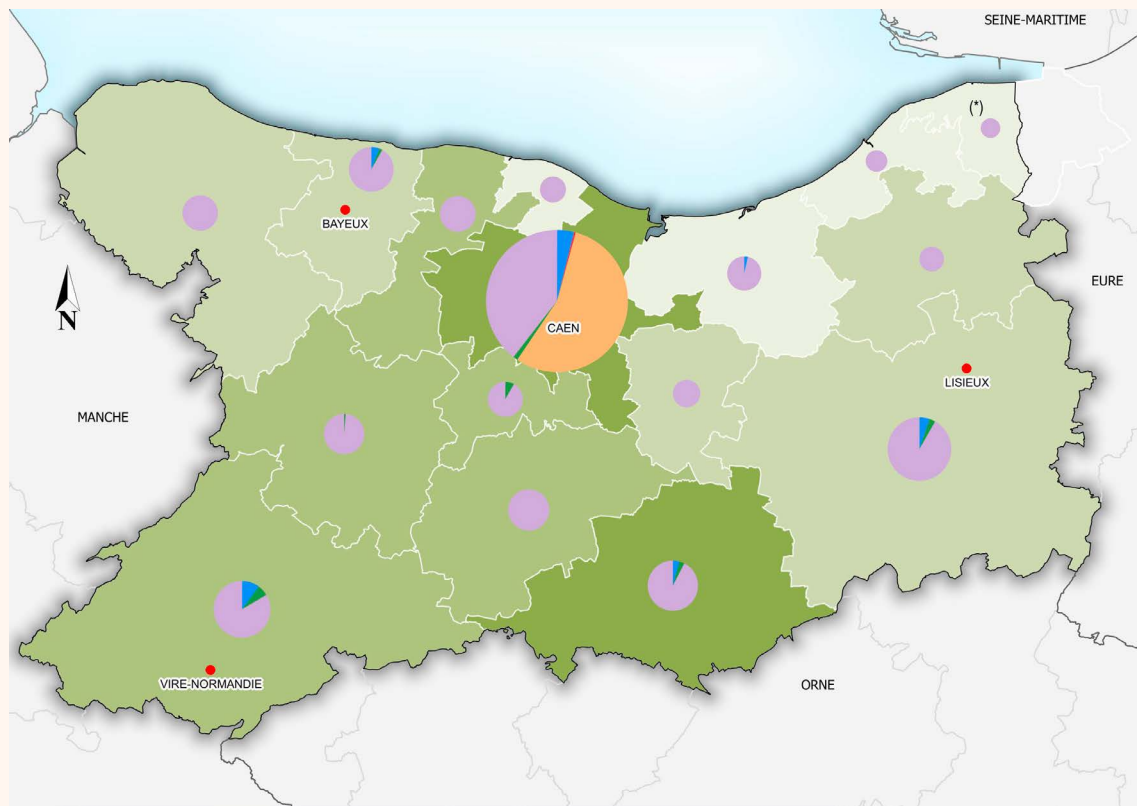 SEINE-MARITIME
(*)
BAYEUX
EURE
N
CAEN
LISIEUX
MANCHE
ORNE
VIRE-NORMANDIE